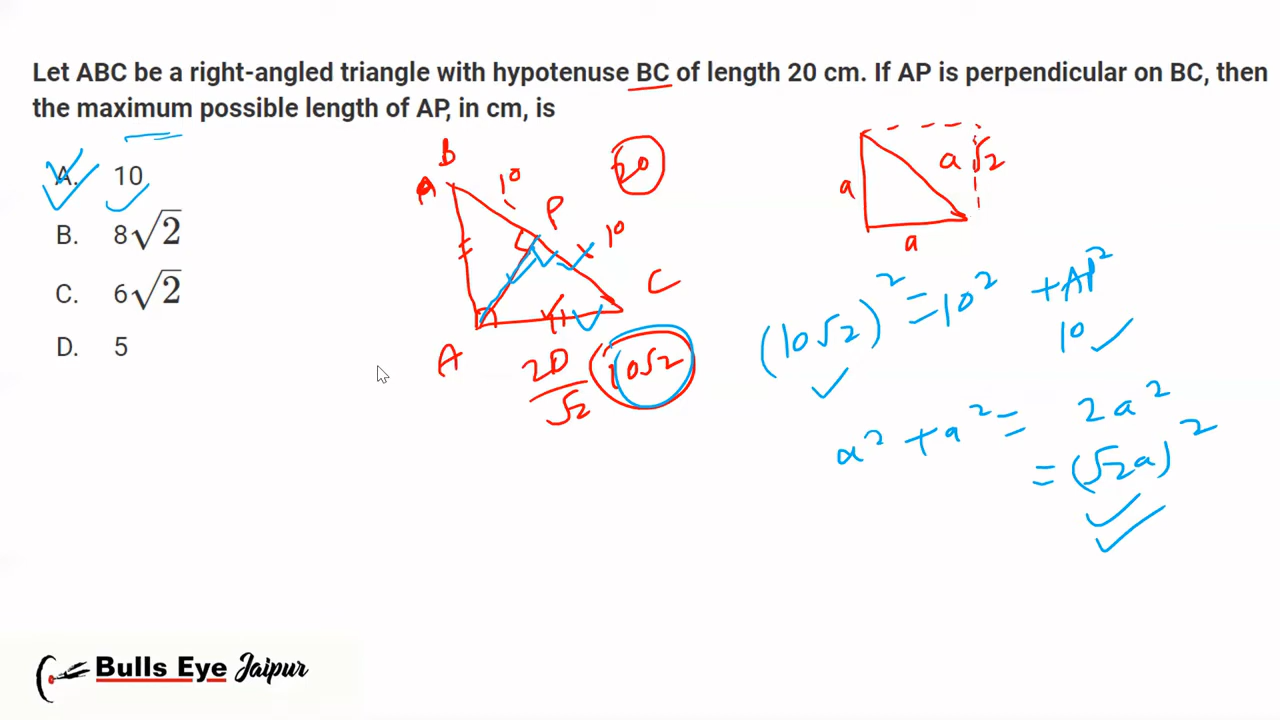 Let ABC be a right-angled triangle with hypotenuse BC of length 20 cm. If AP is perpendicular on BC, then
the maximum possible length of AP, in cm, is
A. 10
B. 8√2
C. 6√2
D. 5
B
10
P
10
C
A
20
20/√2
10√2
a
a√2
a
(10√2)² = 10² + AP²
10
a² + a² = 2a²
= (√2a)²
Bulls Eye Jaipur